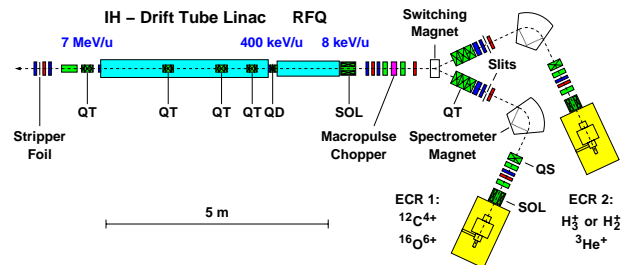 IH – Drift Tube Linac RFQ
Switching
Magnet
7 MeV/u 400 keV/u 8 keV/u
Slits
QT QT QT QT QD SOL QT
Stripper
Foil
Macropulse
Chopper
Spectrometer
Magnet
QS
SOL
5 m
ECR 1:
¹²C⁴⁺
¹⁶O⁶⁺
ECR 2:
H₃⁺ or H₂⁺
³He⁺